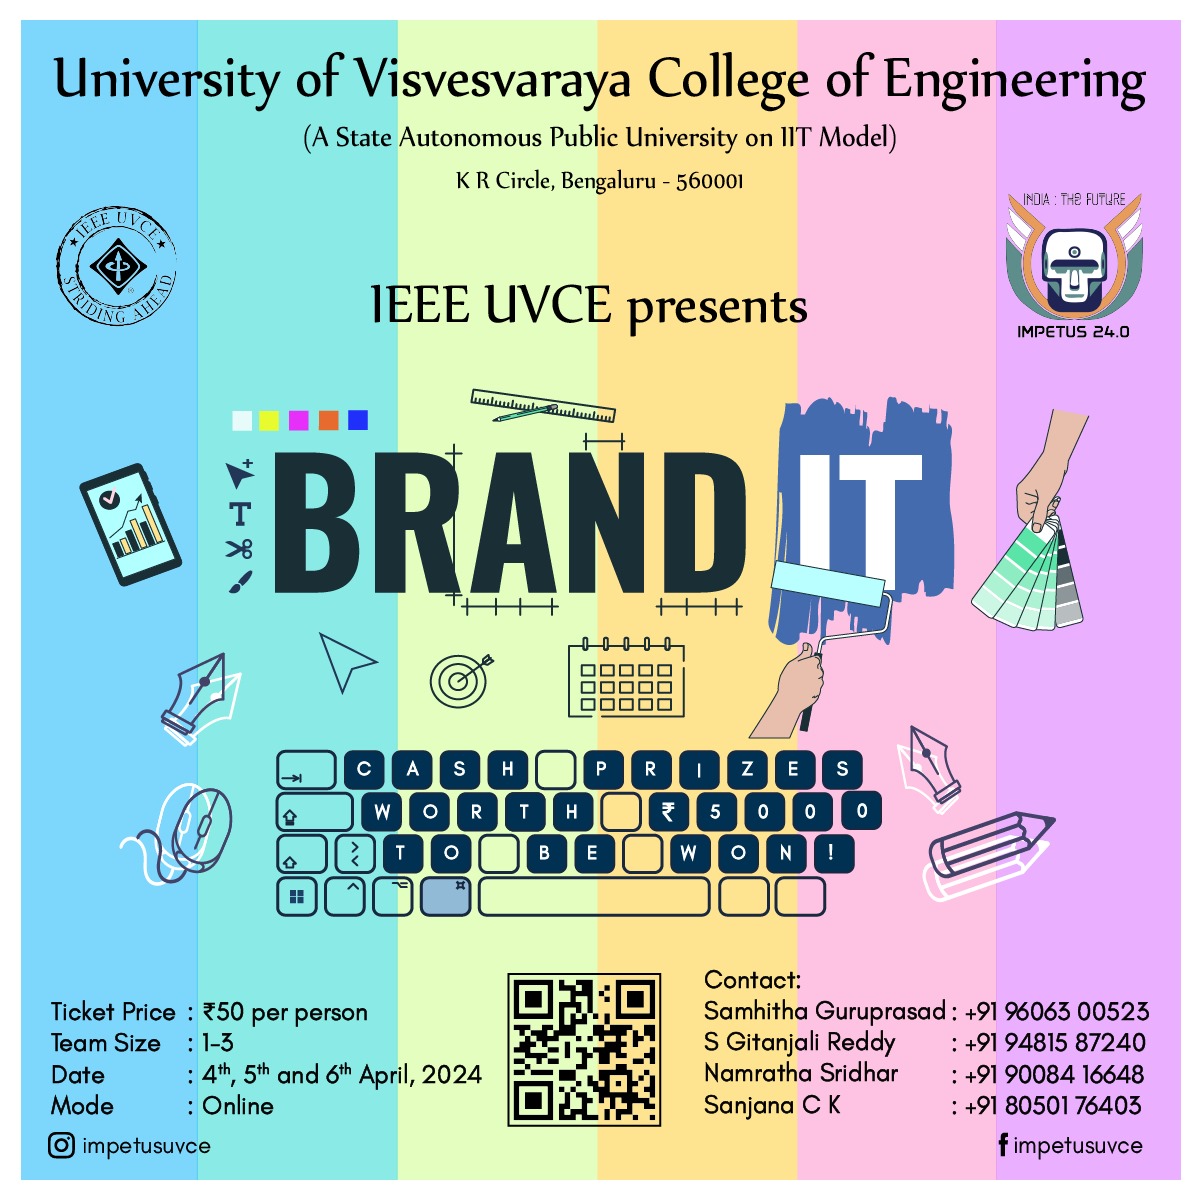 University of Visvesvaraya College of Engineering
(A State Autonomous Public University on IIT Model)
K R Circle, Bengaluru - 560001
IEEE UVCE
STRIDING AHEAD
INDIA : THE FUTURE
IMPETUS 24.0
IEEE UVCE presents
BRAND IT
T
CASH PRIZES
WORTH ₹5000
TO BE WON!
Ticket Price : ₹50 per person
Team Size : 1-3
Date : 4th, 5th and 6th April, 2024
Mode : Online
impetusuvce
Contact:
Samhitha Guruprasad : +91 96063 00523
S Gitanjali Reddy : +91 94815 87240
Namratha Sridhar : +91 90084 16648
Sanjana C K : +91 80501 76403
impetusuvce